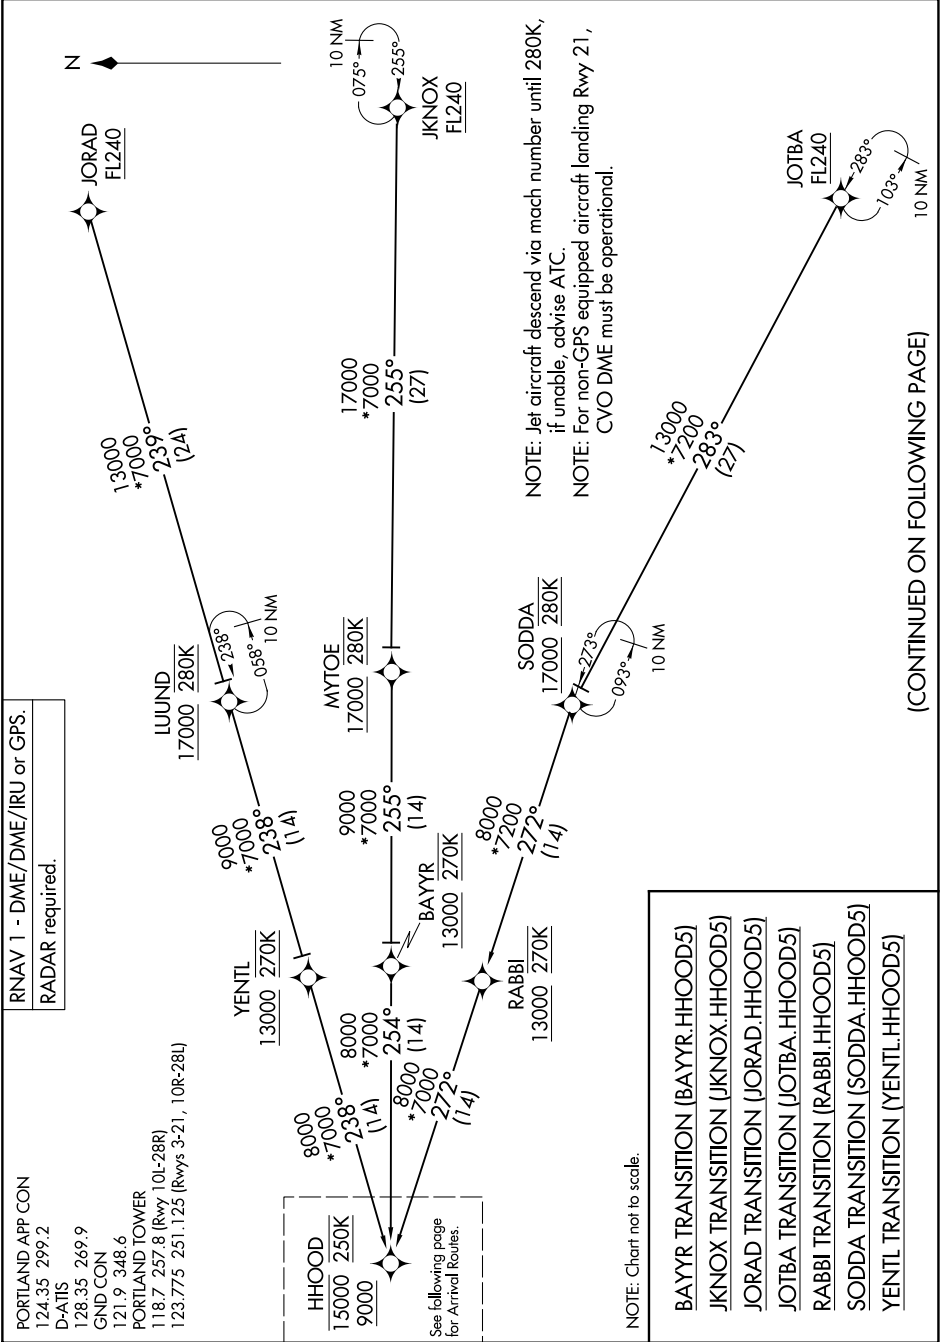 RNAV 1 - DME/DME/IRU or GPS.
RADAR required.
PORTLAND APP CON
124.35 299.2
D-ATIS
128.35 269.9
GND CON
121.9 348.6
PORTLAND TOWER
118.7 257.8 (Rwy 10L-28R)
123.775 251.125 (Rwys 3-21, 10R-28L)
N
JORAD
FL240
13000
*7000
239°
(24)
LUUND
17000 280K
238°
058°
10 NM
9000
*7000
238°
(14)
YENTL
13000 270K
8000
*7000
238°
(14)
JKNOX
FL240
075°
255°
10 NM
17000
*7000
255°
(27)
MYTOE
17000 280K
9000
*7000
255°
(14)
BAYYR
13000 270K
8000
*7000
254°
(14)
HHOOD
15000 250K
9000
See following page
for Arrival Routes.
NOTE: Jet aircraft descend via mach number until 280K,
if unable, advise ATC.
NOTE: For non-GPS equipped aircraft landing Rwy 21,
CVO DME must be operational.
JOTBA
FL240
283°
103°
10 NM
13000
*7200
283°
(27)
SODDA
17000 280K
273°
093°
10 NM
8000
*7200
272°
(14)
RABBI
13000 270K
8000
*7000
272°
(14)
NOTE: Chart not to scale.
(CONTINUED ON FOLLOWING PAGE)
BAYYR TRANSITION (BAYYR.HHOOD5)
JKNOX TRANSITION (JKNOX.HHOOD5)
JORAD TRANSITION (JORAD.HHOOD5)
JOTBA TRANSITION (JOTBA.HHOOD5)
RABBI TRANSITION (RABBI.HHOOD5)
SODDA TRANSITION (SODDA.HHOOD5)
YENTL TRANSITION (YENTL.HHOOD5)